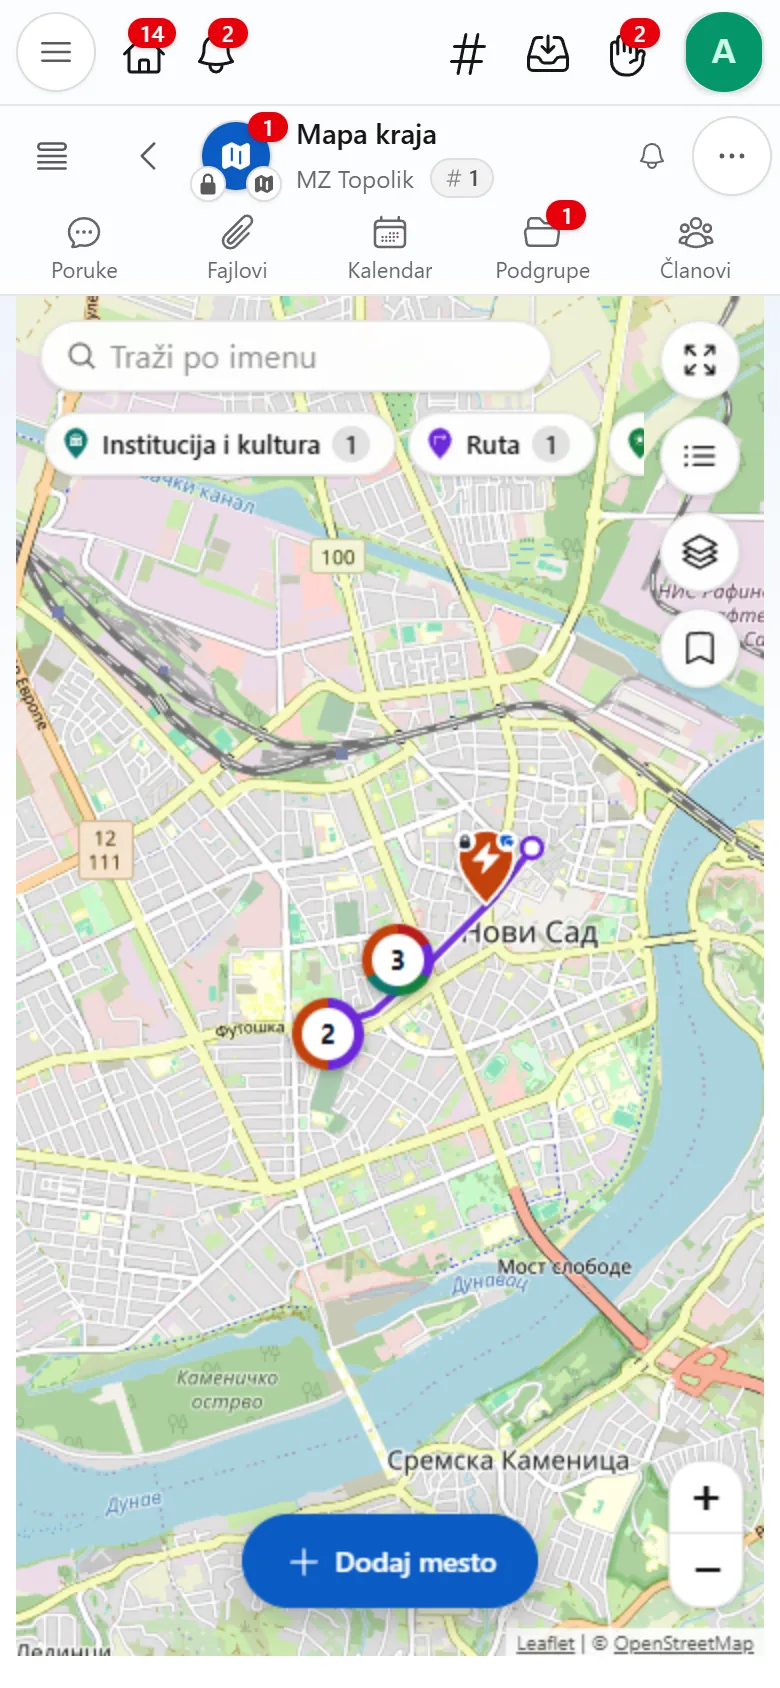 14
2
2
A
1
Mapa kraja
MZ Topolik
# 1
1
Poruke
Fajlovi
Kalendar
Podgrupe
Članovi
Traži po imenu
Institucija i kultura 1
Ruta 1
канал
100
12
111
Нови Сад
3
2
Футошка
Мост слободе
Дунавац
Каменичко
острво
Сремска Каменица
Дунав
+ Dodaj mesto
+
−
Leaflet | © OpenStreetMap